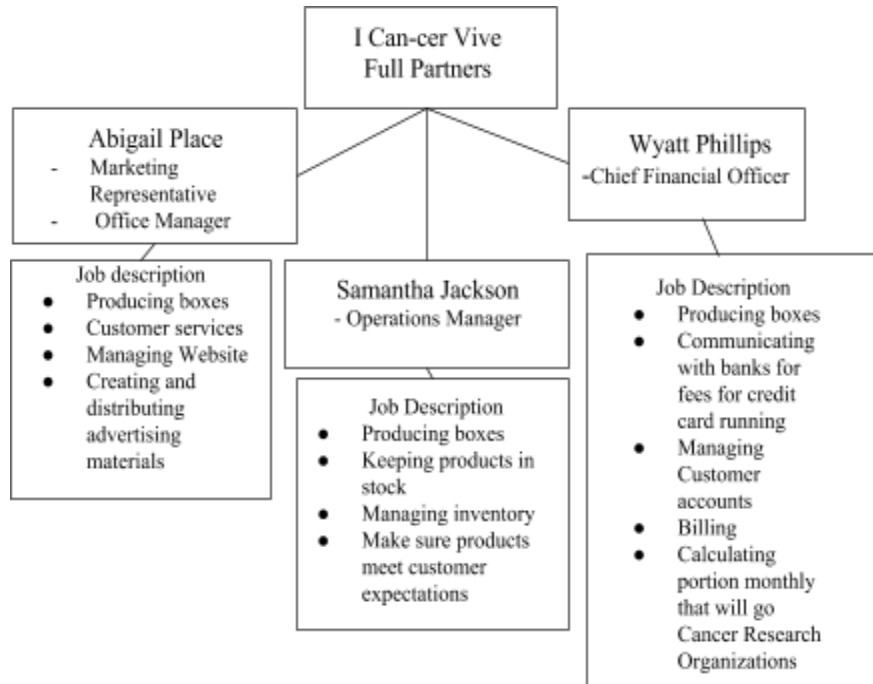 I Can-cer Vive
Full Partners
Abigail Place
- Marketing
Representative
- Office Manager
Job description
● Producing boxes
● Customer services
● Managing Website
● Creating and
distributing
advertising
materials
Samantha Jackson
- Operations Manager
Job Description
● Producing boxes
● Keeping products in
stock
● Managing inventory
● Make sure products
meet customer
expectations
Wyatt Phillips
-Chief Financial Officer
Job Description
● Producing boxes
● Communicating
with banks for
fees for credit
card running
● Managing
Customer
accounts
● Billing
● Calculating
portion monthly
that will go
Cancer Research
Organizations